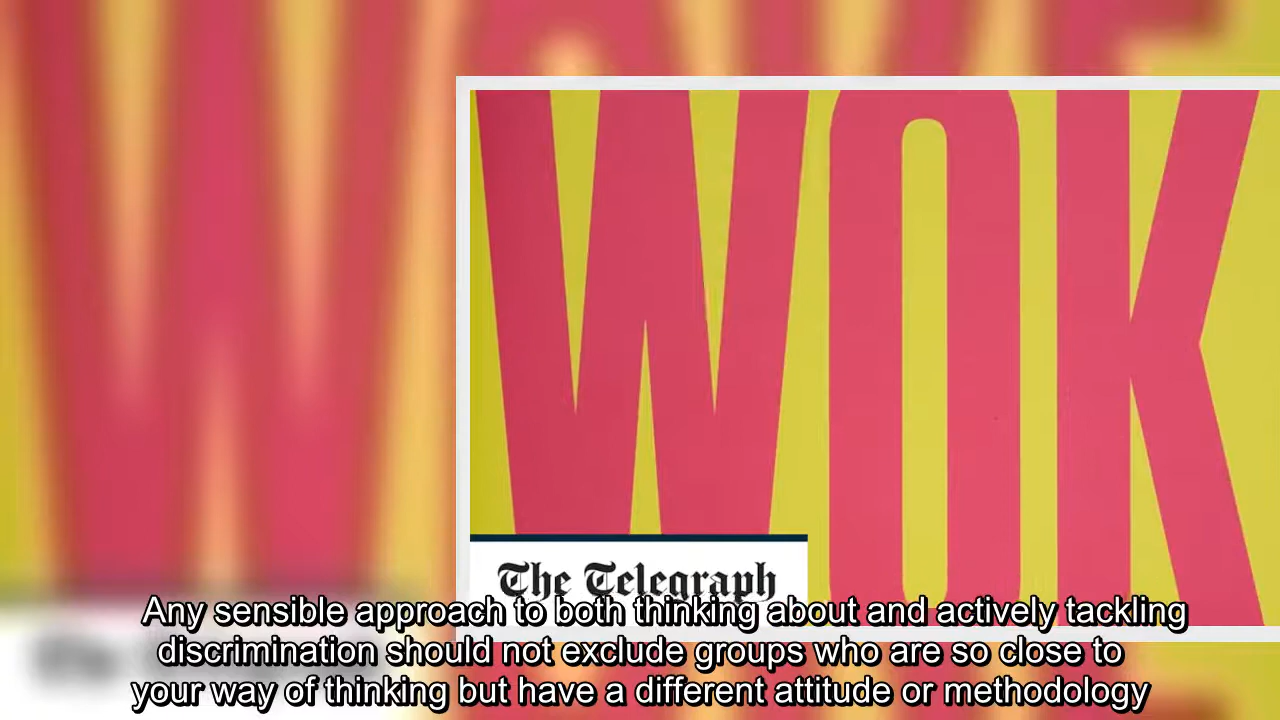 WOK
The Telegraph
Any sensible approach to both thinking about and actively tackling
discrimination should not exclude groups who are so close to
your way of thinking but have a different attitude or methodology